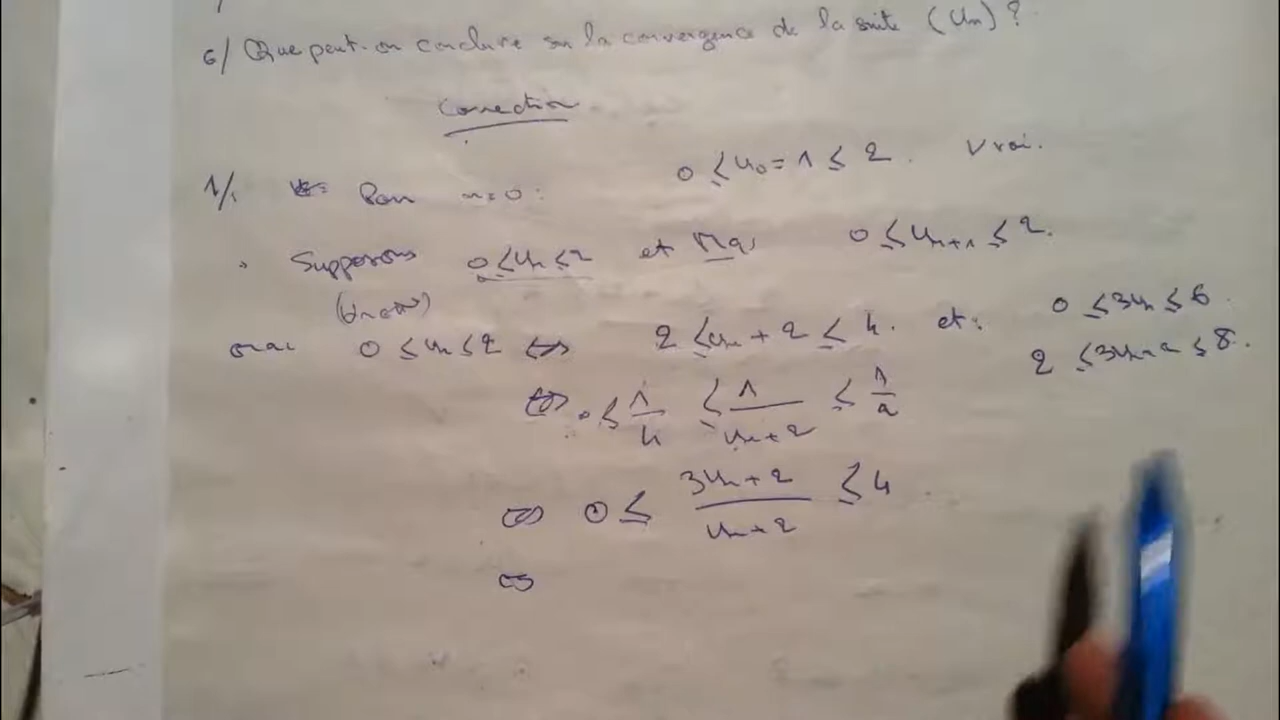 6/ Que peut-on conclure sur la convergence de la suite (Un) ?
Correction
1/. Pour n=0 : 0 ≤ u0 = 1 ≤ 2. Vrai.
Supposons 0 ≤ un ≤ 2 et Mq 0 ≤ un+1 ≤ 2.
(vraie)
0 ≤ un ≤ 2 ⇔ 2 ≤ un + 2 ≤ 4. et : 0 ≤ 3un ≤ 6
2 ≤ 3un+2 ≤ 8.
⇔ 0 ≤ 1/4 ≤ 1/(un+2) ≤ 1/2
⇔ 0 ≤ (3un+2)/(un+2) ≤ 4
⇔